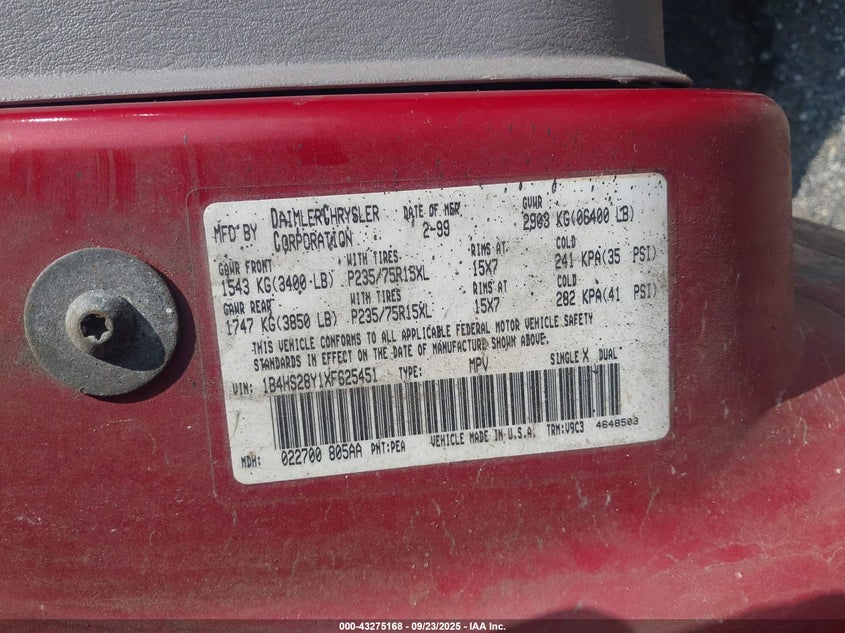 MFD BY DAIMLERCHRYSLER CORPORATION DATE OF MGR 2-99 GVWR 2903 KG(06400 LB)
GAWR FRONT WITH TIRES RIMS AT COLD
1543 KG(3400 LB) P235/75R15XL 15X7 241 KPA(35 PSI)
GAWR REAR WITH TIRES RIMS AT COLD
1747 KG(3850 LB) P235/75R15XL 15X7 282 KPA(41 PSI)
THIS VEHICLE CONFORMS TO ALL APPLICABLE FEDERAL MOTOR VEHICLE SAFETY
STANDARDS IN EFFECT ON THE DATE OF MANUFACTURE SHOWN ABOVE.
VIN: 1B4HS28Y1XF625451 TYPE: MPV SINGLE X DUAL
MDH: 022700 805AA PNT:PEA VEHICLE MADE IN U.S.A. TRM:V9C3 4648503
000-43275168 - 09/23/2025 - IAA Inc.